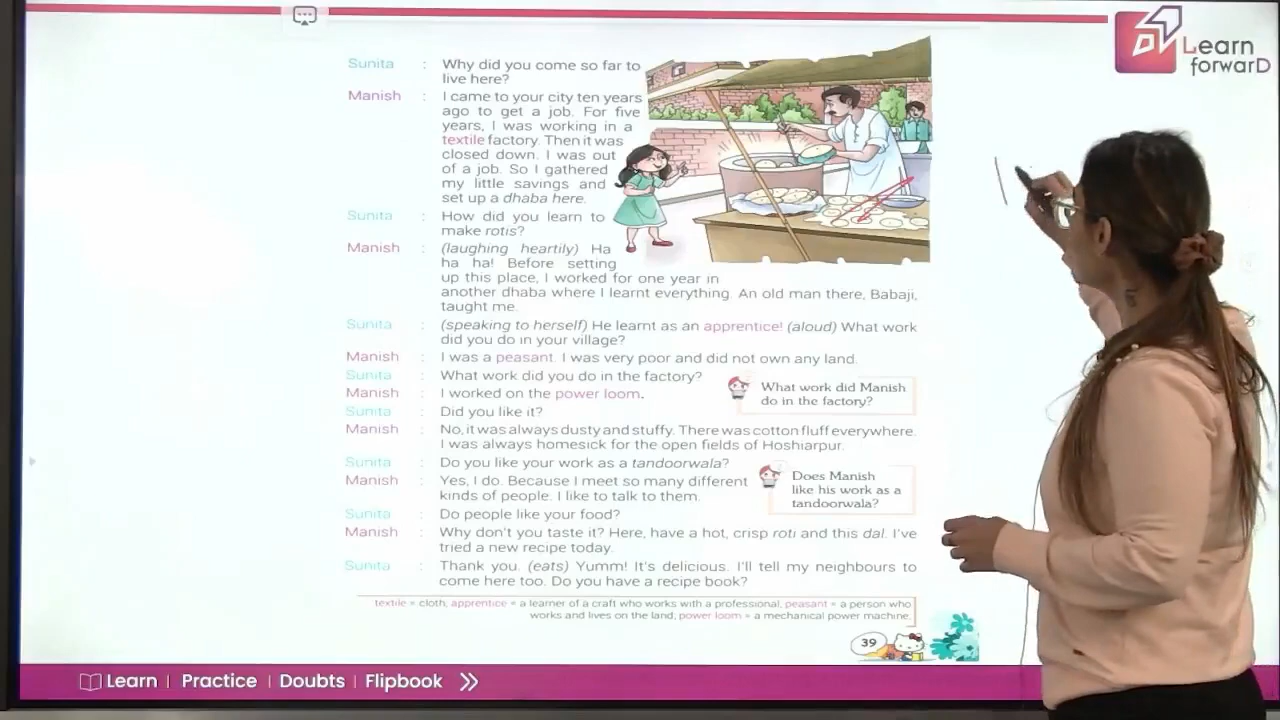 Learn
forwarD
Sunita : Why did you come so far to
live here?
Manish : I came to your city ten years
ago to get a job. For five
years, I was working in a
textile factory. Then it was
closed down. I was out
of a job. So I gathered
my little savings and
set up a dhaba here.
Sunita : How did you learn to
make rotis?
Manish : (laughing heartily) Ha
ha ha! Before setting
up this place, I worked for one year in
another dhaba where I learnt everything. An old man there, Babaji,
taught me.
Sunita : (speaking to herself) He learnt as an apprentice! (aloud) What work
did you do in your village?
Manish : I was a peasant. I was very poor and did not own any land.
Sunita : What work did you do in the factory?
Manish : I worked on the power loom.
What work did Manish
do in the factory?
Sunita : Did you like it?
Manish : No, it was always dusty and stuffy. There was cotton fluff everywhere.
I was always homesick for the open fields of Hoshiarpur.
Sunita : Do you like your work as a tandoorwala?
Manish : Yes, I do. Because I meet so many different
kinds of people. I like to talk to them.
Does Manish
like his work as a
tandoorwala?
Sunita : Do people like your food?
Manish : Why don't you taste it? Here, have a hot, crisp roti and this dal. I've
tried a new recipe today.
Sunita : Thank you. (eats) Yumm! It's delicious. I'll tell my neighbours to
come here too. Do you have a recipe book?
textile = cloth, apprentice = a learner of a craft who works with a professional, peasant = a person who
works and lives on the land, power loom = a mechanical power machine.
39
Learn | Practice | Doubts | Flipbook